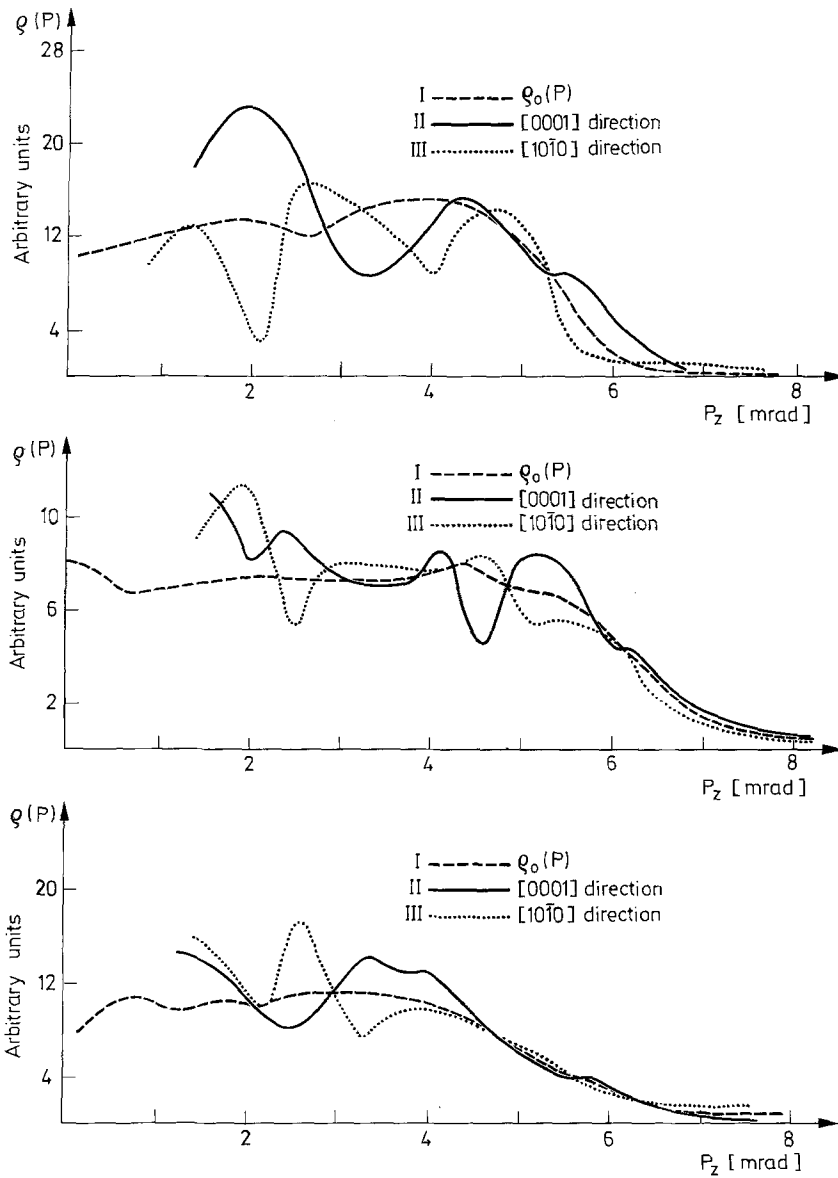 ϱ(P)
28
20
12
4
Arbitrary units
I ϱ₀(P)
II [0001] direction
III [101̄0] direction
2 4 6 8
P_z [mrad]
ϱ(P)
10
6
2
Arbitrary units
I ϱ₀(P)
II [0001] direction
III [101̄0] direction
2 4 6 8
P_z [mrad]
ϱ(P)
20
12
4
Arbitrary units
I ϱ₀(P)
II [0001] direction
III [101̄0] direction
2 4 6 8
P_z [mrad]